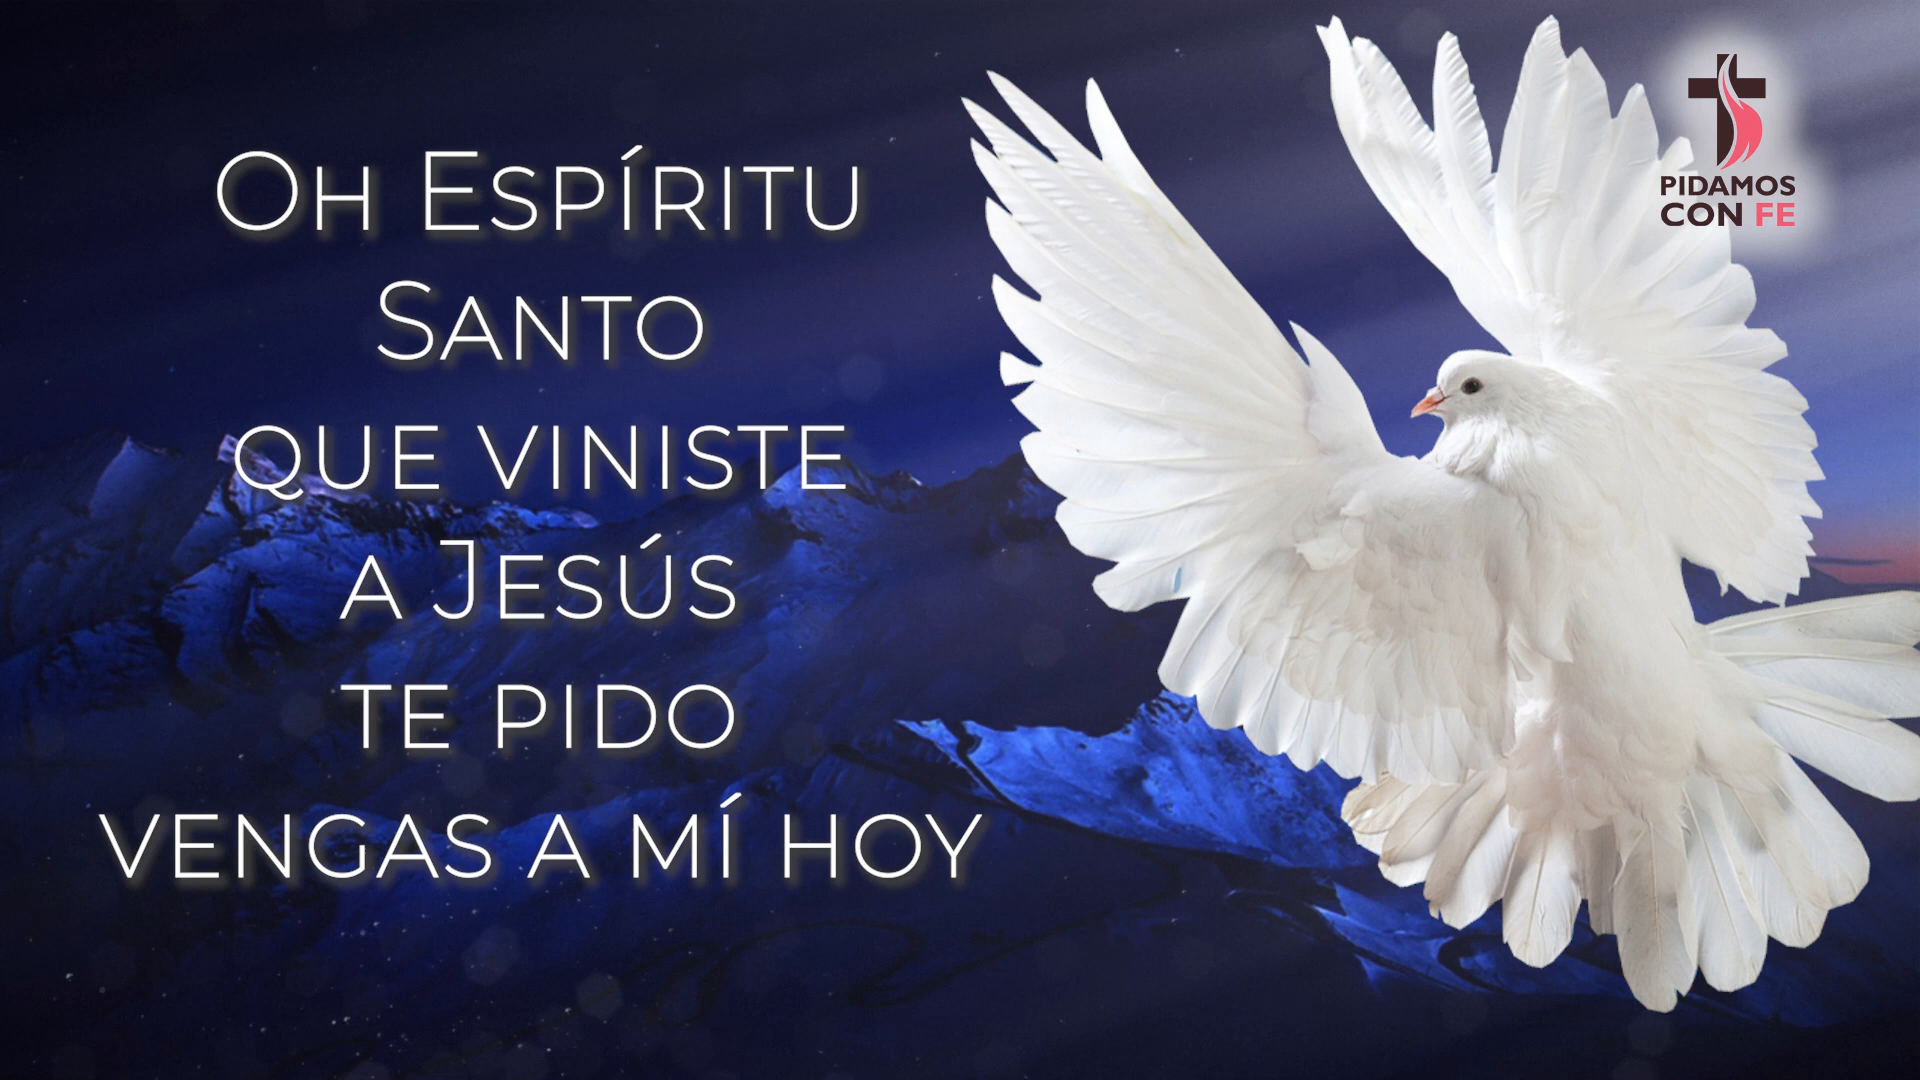 Oh Espíritu
Santo
que viniste
a Jesús
te pido
vengas a mí hoy
PIDAMOS
CON FE